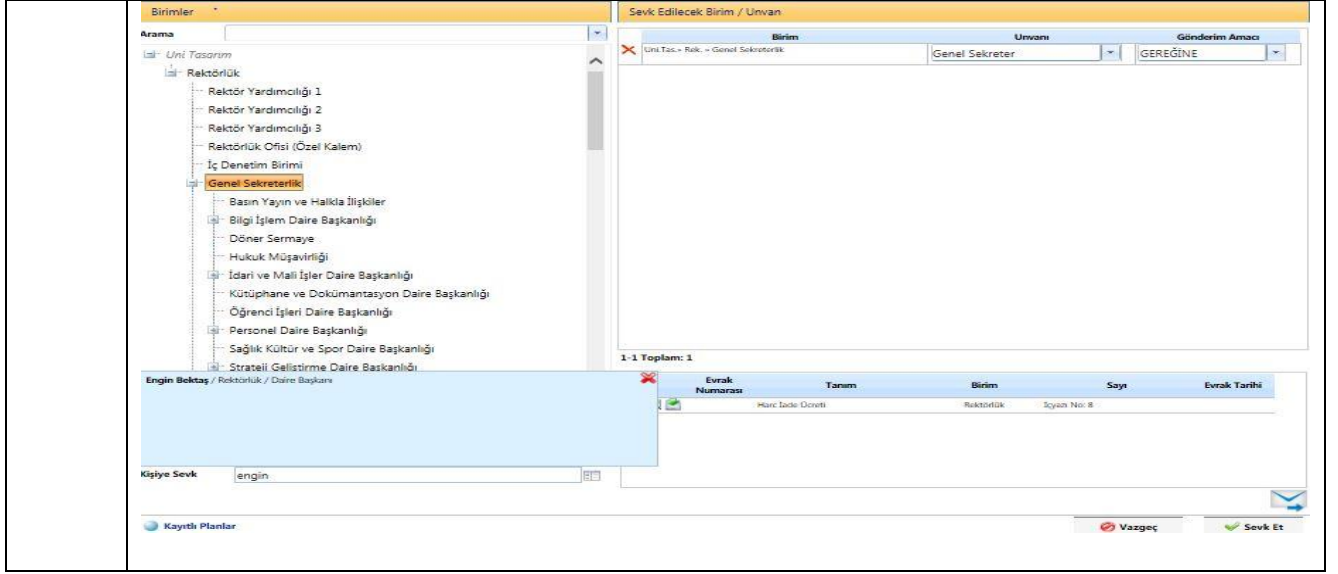 Birimler
Arama
Uni Tasarım
Rektörlük
Rektör Yardımcılığı 1
Rektör Yardımcılığı 2
Rektör Yardımcılığı 3
Rektörlük Ofisi (Özel Kalem)
İç Denetim Birimi
Genel Sekreterlik
Basın Yayın ve Halkla İlişkiler
Bilgi İşlem Daire Başkanlığı
Döner Sermaye
Hukuk Müşavirliği
İdari ve Mali İşler Daire Başkanlığı
Kütüphane ve Dokümantasyon Daire Başkanlığı
Öğrenci İşleri Daire Başkanlığı
Personel Daire Başkanlığı
Sağlık Kültür ve Spor Daire Başkanlığı
Strateji Geliştirme Daire Başkanlığı
Engin Bektaş / Rektörlük / Daire Başkanı
Kişiye Sevk engin
Kayıtlı Planlar
Sevk Edilecek Birim / Unvan
Birim Unvanı Gönderim Amacı
Uni.Tas.» Rek. » Genel Sekreterlik Genel Sekreter GEREĞİNE
1-1 Toplam: 1
Evrak Numarası Tanım Birim Sayı Evrak Tarihi
Harc Iade Ücreti Rektörlük İçyazı No: 8
Vazgeç Sevk Et